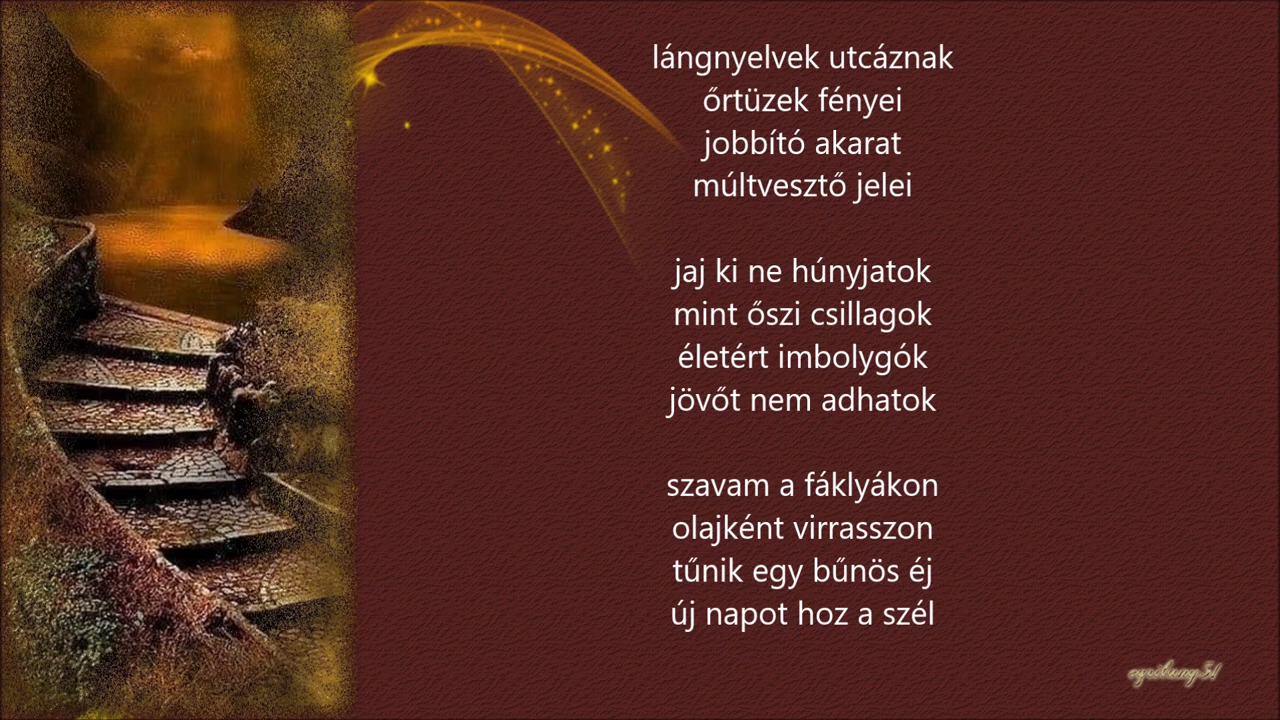 lángnyelvek utcáznak
őrtüzek fényei
jobbító akarat
múltvesztő jelei
jaj ki ne húnyjatok
mint őszi csillagok
életért imbolygók
jövőt nem adhatok
szavam a fáklyákon
olajként virrasszon
tűnik egy bűnös éj
új napot hoz a szél